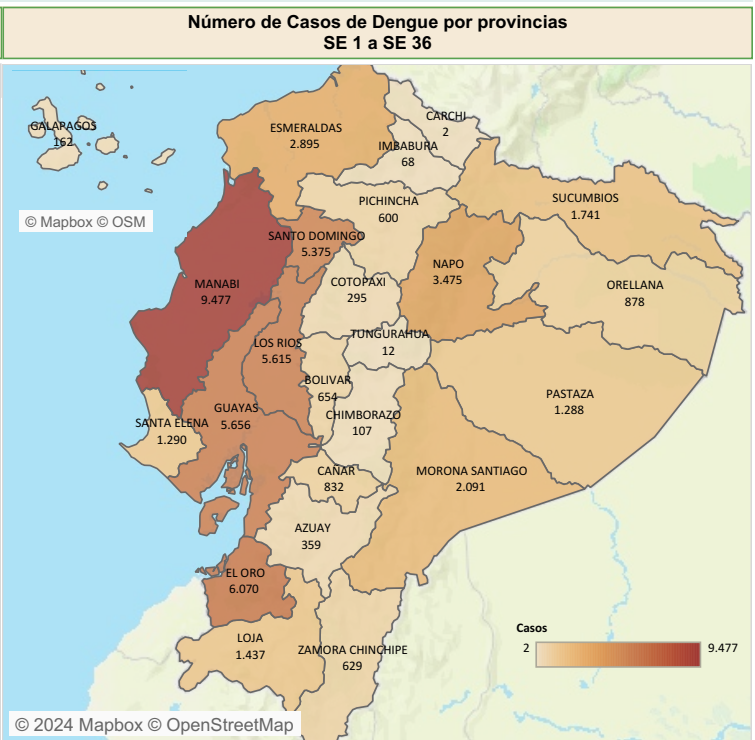 Número de Casos de Dengue por provincias
SE 1 a SE 36
GALAPAGOS
162
© Mapbox © OSM
ESMERALDAS
2.895
CARCHI
2
IMBABURA
68
PICHINCHA
600
SUCUMBIOS
1.741
SANTO DOMINGO
5.375
NAPO
3.475
MANABI
9.477
COTOPAXI
295
ORELLANA
878
LOS RIOS
5.615
TUNGURAHUA
12
BOLIVAR
654
PASTAZA
1.288
GUAYAS
5.656
CHIMBORAZO
107
SANTA ELENA
1.290
CAÑAR
832
MORONA SANTIAGO
2.091
AZUAY
359
EL ORO
6.070
LOJA
1.437
ZAMORA CHINCHIPE
629
Casos
2
9.477
© 2024 Mapbox © OpenStreetMap